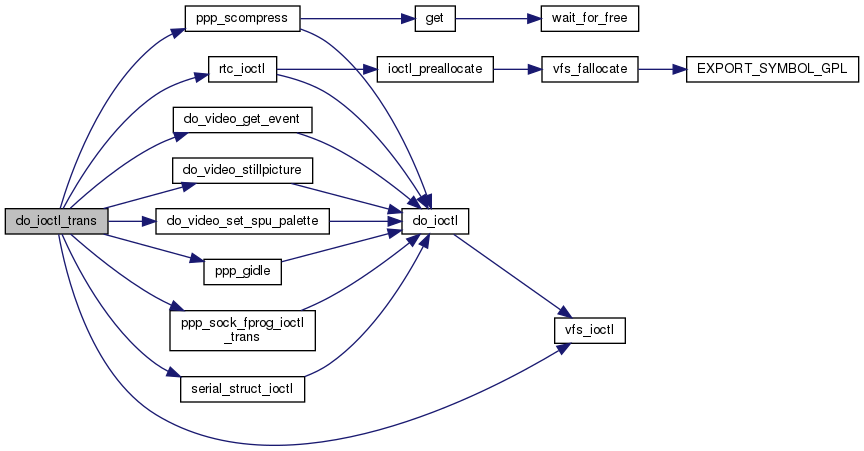 ppp_scompress
get
wait_for_free
rtc_ioctl
ioctl_preallocate
vfs_fallocate
EXPORT_SYMBOL_GPL
do_video_get_event
do_video_stillpicture
do_ioctl_trans
do_video_set_spu_palette
do_ioctl
ppp_gidle
ppp_sock_fprog_ioctl
_trans
vfs_ioctl
serial_struct_ioctl